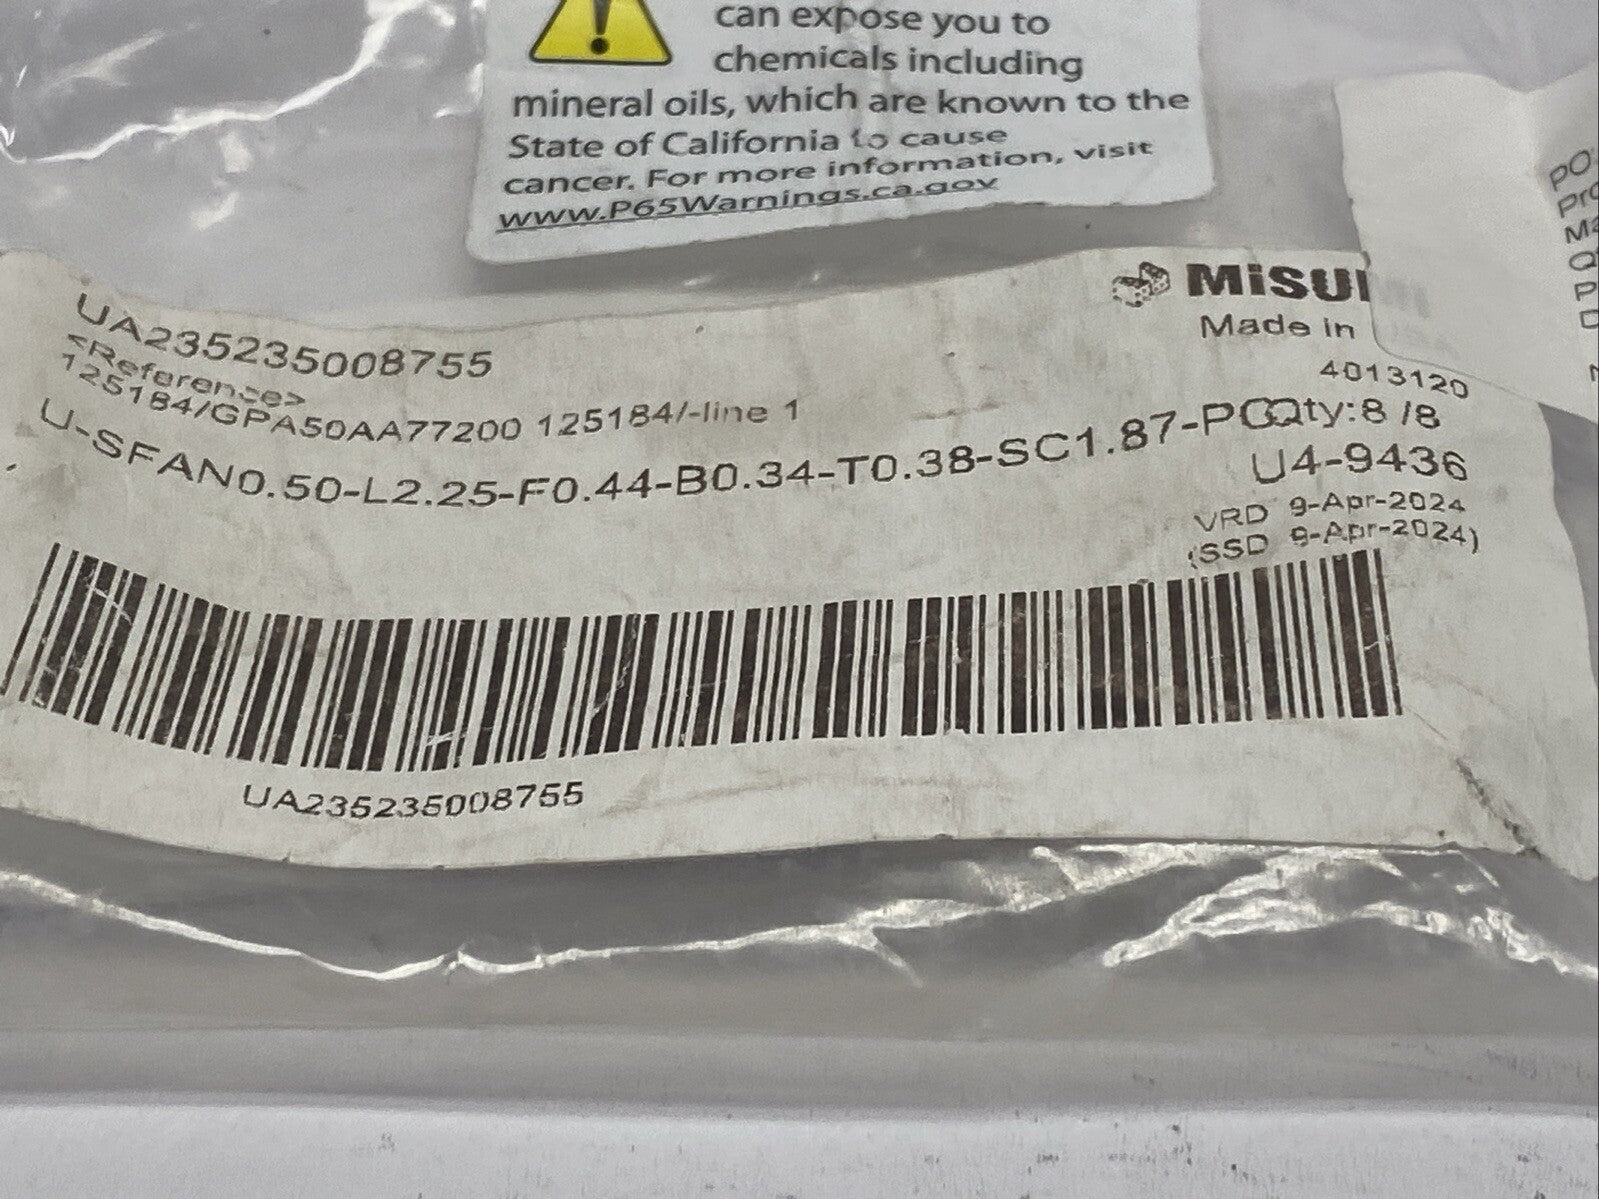 can expose you to
chemicals including
mineral oils, which are known to the
State of California to cause
cancer. For more information, visit
www.P65Warnings.ca.gov
MiSUI
Made in
UA235235008755
<Reference>
125184/GPA50AA77200 125184/-line 1
4013120
U-SFAN0.50-L2.25-F0.44-B0.34-T0.38-SC1.87-PC Qty:8 /8
U4-9436
VRD 9-Apr-2024
(SSD 9-Apr-2024)
UA235235008755
PO
Pro
Ma
Q
P
D